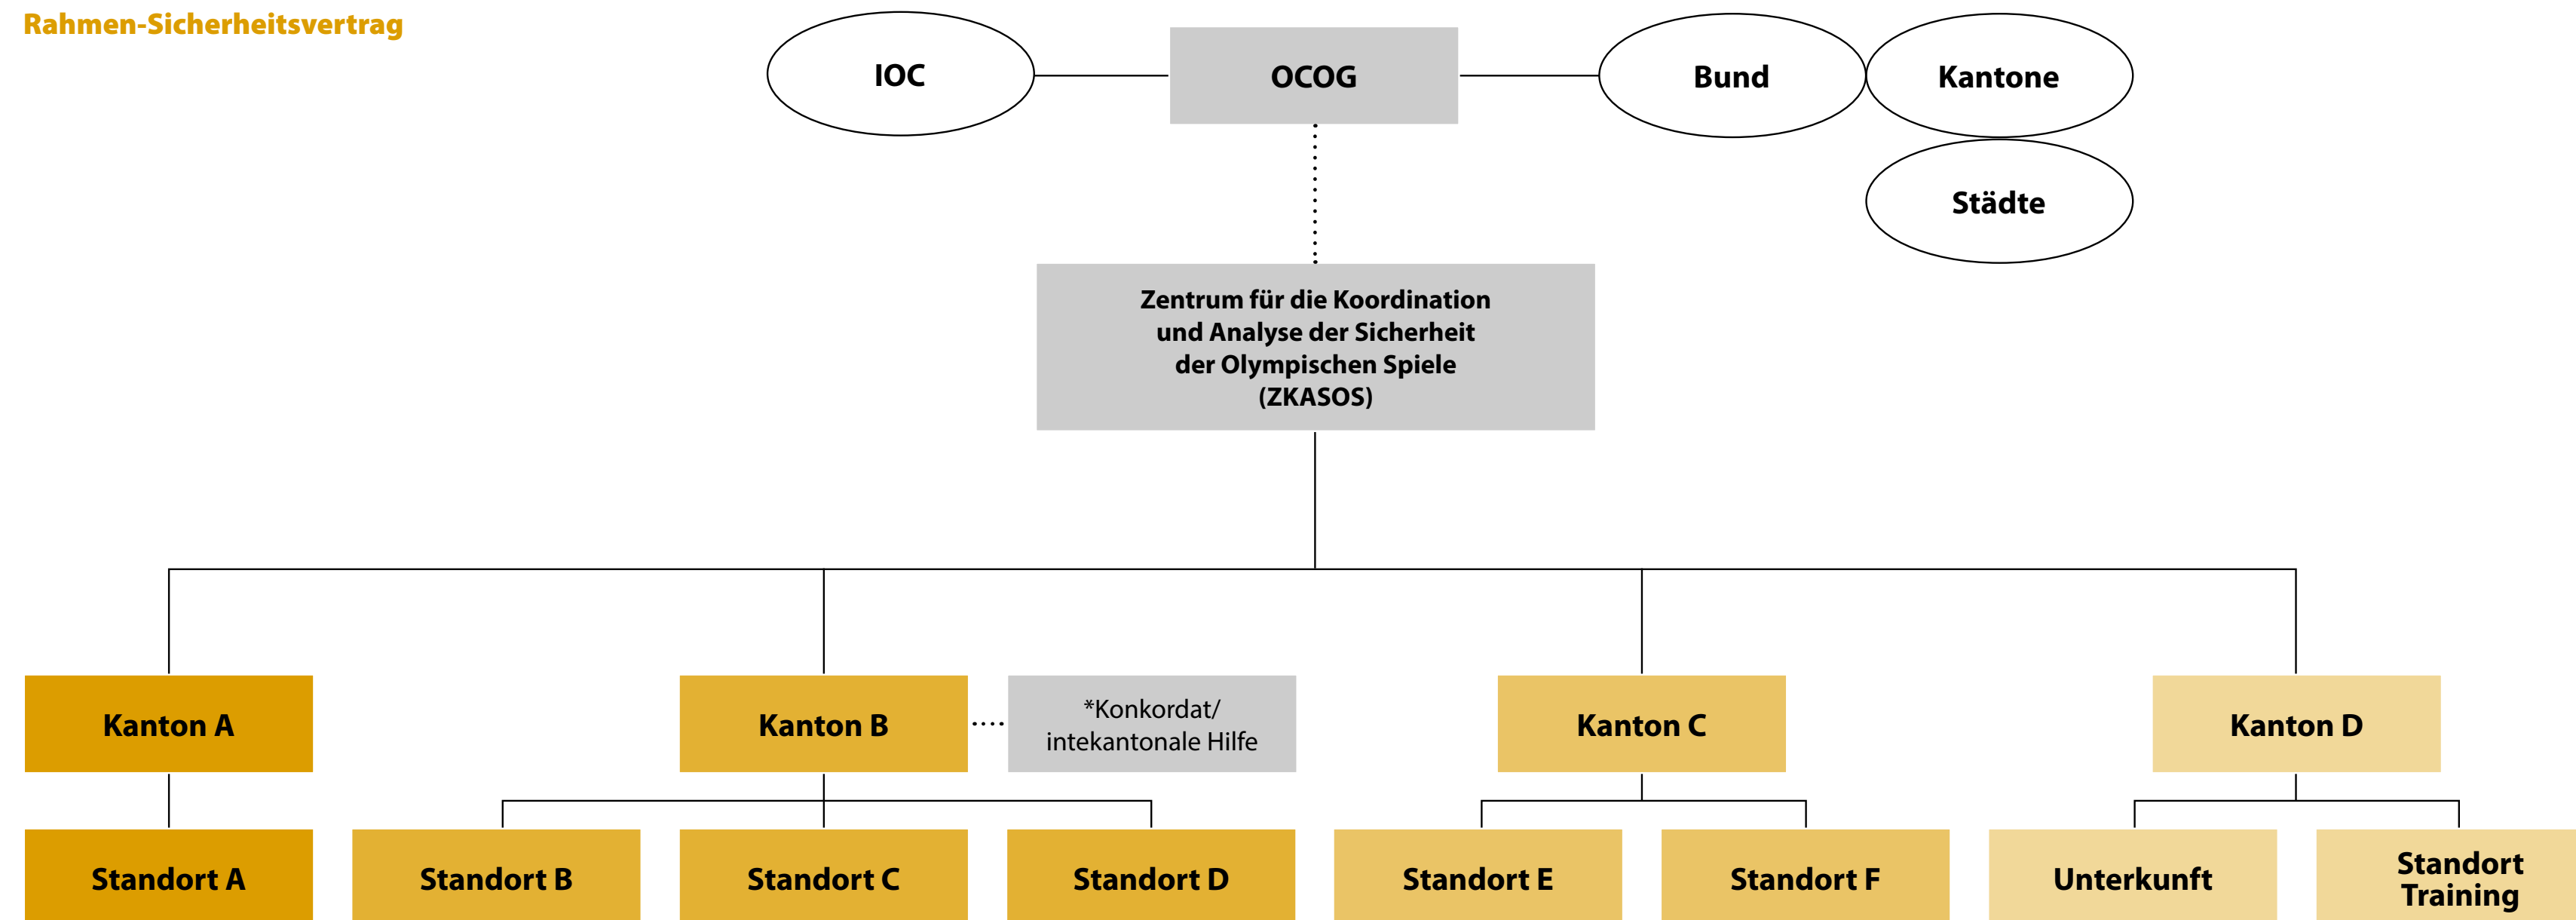 Rahmen-Sicherheitsvertrag
IOC
OCOG
Bund
Kantone
Städte
Zentrum für die Koordination
und Analyse der Sicherheit
der Olympischen Spiele
(ZKASOS)
Kanton A
Kanton B
*Konkordat/
intekantonale Hilfe
Kanton C
Kanton D
Standort A
Standort B
Standort C
Standort D
Standort E
Standort F
Unterkunft
Standort
Training